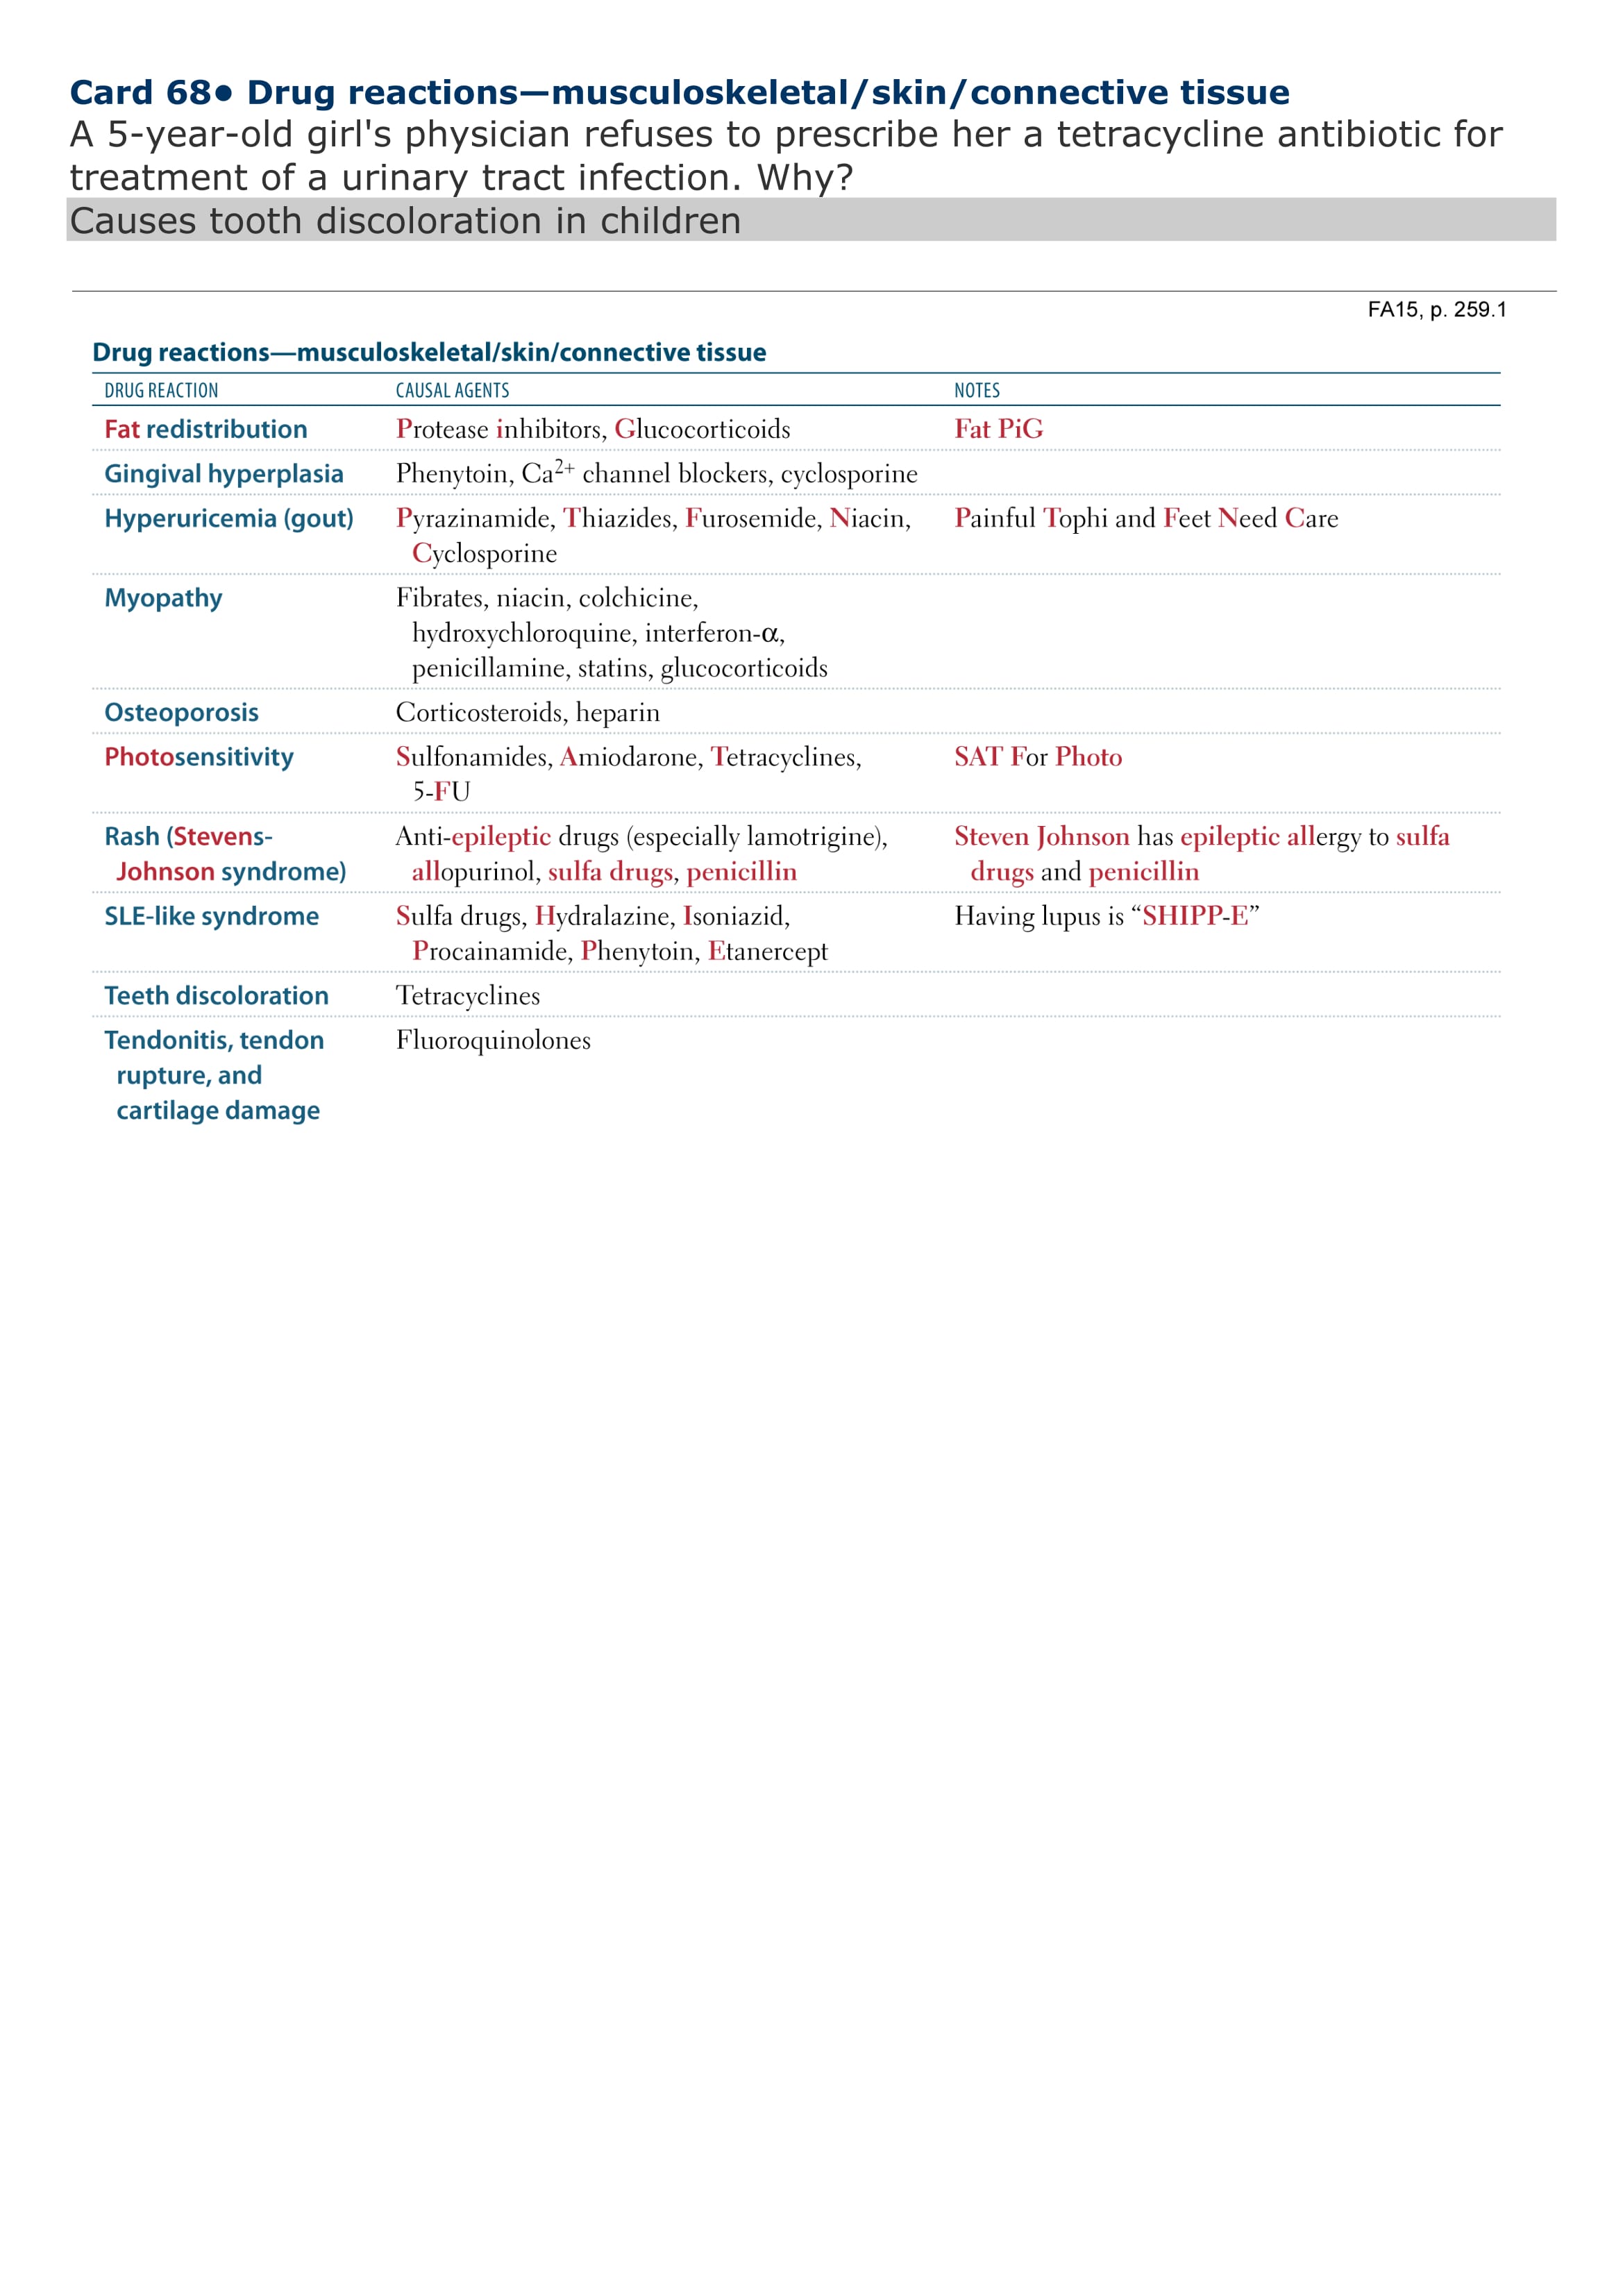 Card 68• Drug reactions—musculoskeletal/skin/connective tissue
A 5-year-old girl's physician refuses to prescribe her a tetracycline antibiotic for
treatment of a urinary tract infection. Why?
Causes tooth discoloration in children
FA15, p. 259.1
Drug reactions—musculoskeletal/skin/connective tissue
DRUG REACTION CAUSAL AGENTS NOTES
Fat redistribution Protease inhibitors, Glucocorticoids Fat PiG
Gingival hyperplasia Phenytoin, Ca2+ channel blockers, cyclosporine
Hyperuricemia (gout) Pyrazinamide, Thiazides, Furosemide, Niacin, Painful Tophi and Feet Need Care
Cyclosporine
Myopathy Fibrates, niacin, colchicine,
hydroxychloroquine, interferon-α,
penicillamine, statins, glucocorticoids
Osteoporosis Corticosteroids, heparin
Photosensitivity Sulfonamides, Amiodarone, Tetracyclines, SAT For Photo
5-FU
Rash (Stevens- Anti-epileptic drugs (especially lamotrigine), Steven Johnson has epileptic allergy to sulfa
Johnson syndrome) allopurinol, sulfa drugs, penicillin drugs and penicillin
SLE-like syndrome Sulfa drugs, Hydralazine, Isoniazid, Having lupus is “SHIPP-E”
Procainamide, Phenytoin, Etanercept
Teeth discoloration Tetracyclines
Tendonitis, tendon Fluoroquinolones
rupture, and
cartilage damage